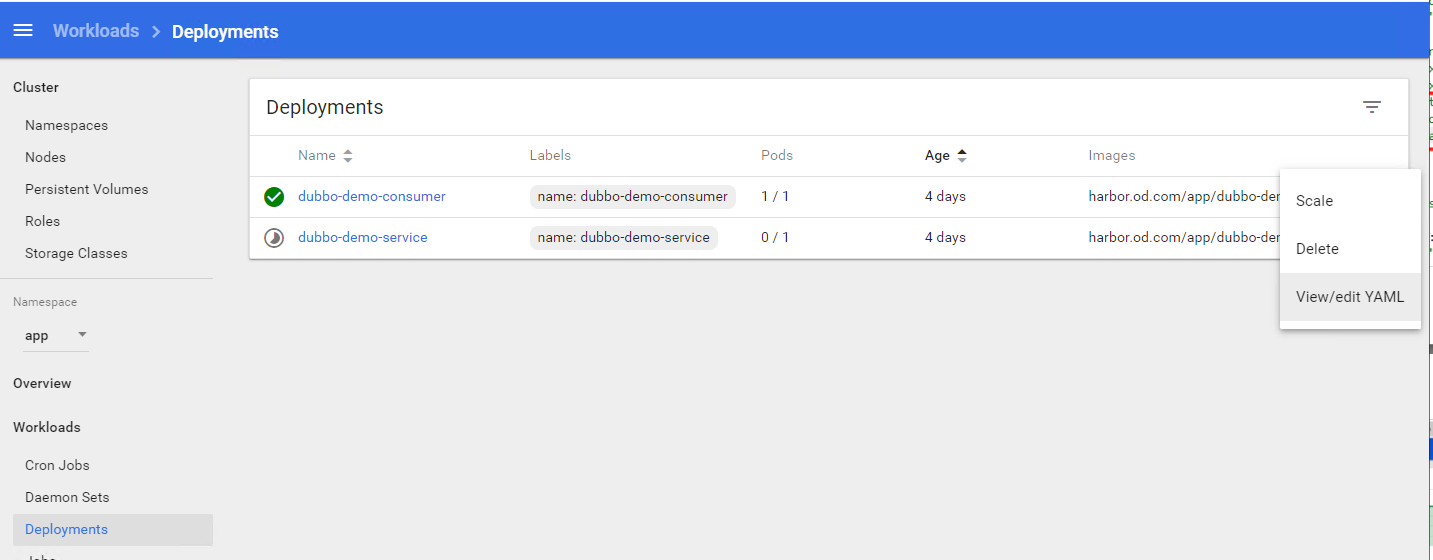 Workloads > Deployments
Cluster
Namespaces
Nodes
Persistent Volumes
Roles
Storage Classes
Namespace
app
Overview
Workloads
Cron Jobs
Daemon Sets
Deployments
Jobs
Deployments
Name Labels Pods Age Images
dubbo-demo-consumer name: dubbo-demo-consumer 1 / 1 4 days harbor.od.com/app/dubbo-der
dubbo-demo-service name: dubbo-demo-service 0 / 1 4 days harbor.od.com/app/dubbo-der
Scale
Delete
View/edit YAML